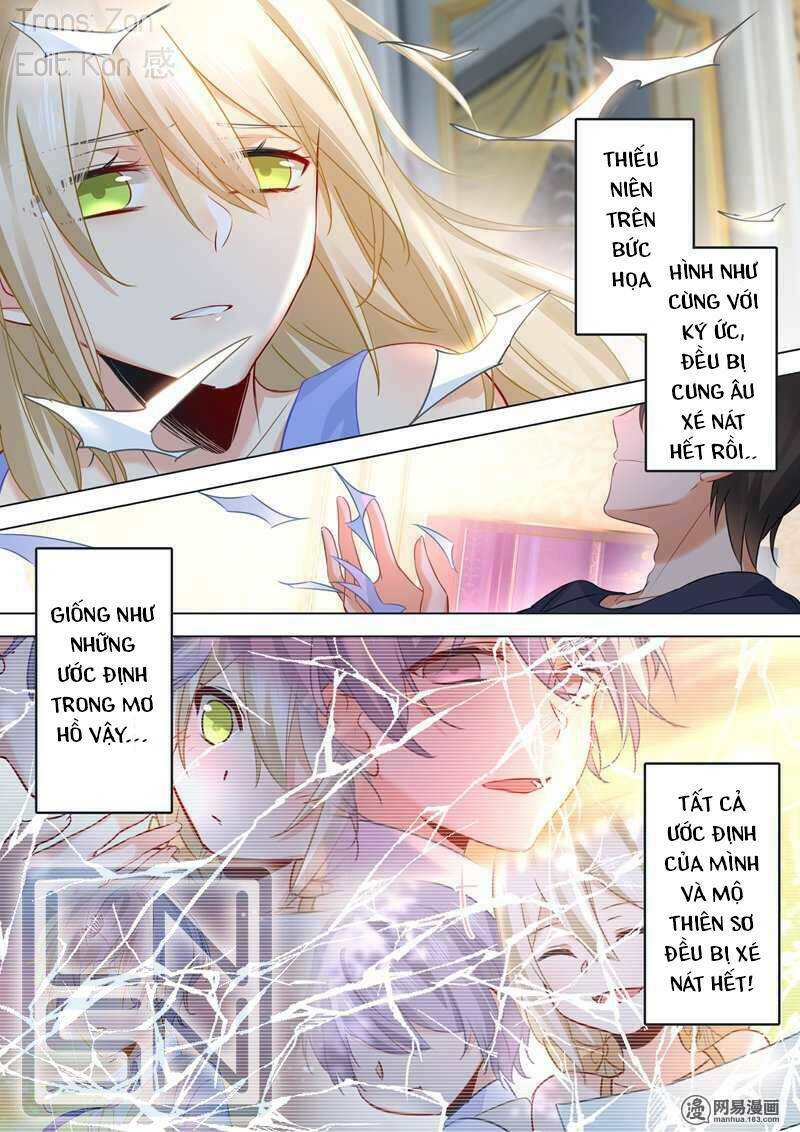 Trans: Zan
Edit: Kan 感
THIẾU
NIÊN
TRÊN
BỨC
HỌA
HÌNH NHƯ
CÙNG VỚI
KÝ ỨC,
ĐỀU BỊ
CUNG ÂU
XÉ NÁT
HẾT RỒI..
GIỐNG NHƯ
NHỮNG
ƯỚC ĐỊNH
TRONG MƠ
HỒ VẬY...
TẤT CẢ
ƯỚC ĐỊNH
CỦA MÌNH
VÀ MỘ
THIÊN SƠ
ĐỀU BỊ XÉ
NÁT HẾT!
网易漫画
manhua.163.com